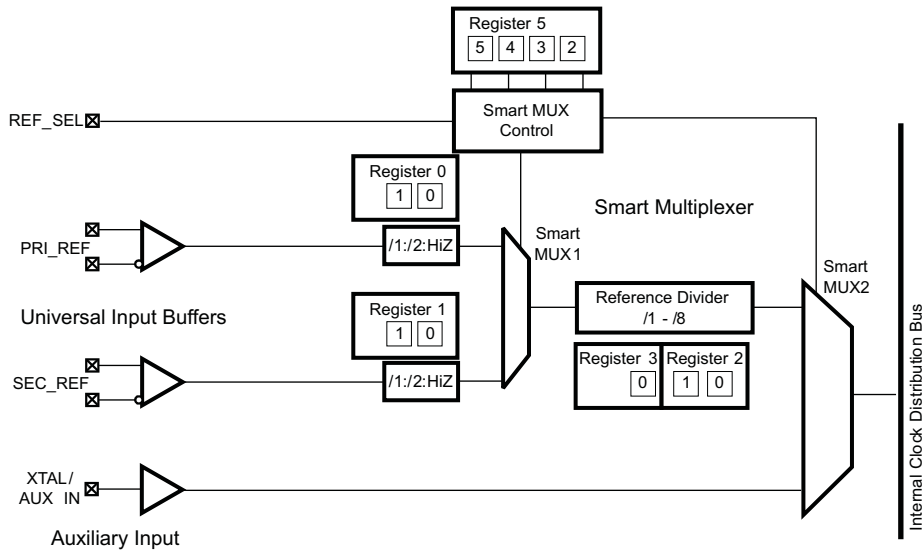 Register 5
5 4 3 2
REF_SEL
Smart MUX
Control
Register 0
1 0
Smart Multiplexer
PRI_REF
/1:/2:HiZ
Smart
MUX1
Smart
MUX2
Universal Input Buffers
Register 1
1 0
Reference Divider
/1 - /8
Register 3
0
Register 2
1 0
SEC_REF
/1:/2:HiZ
XTAL/
AUX IN
Auxiliary Input
Internal Clock Distribution Bus